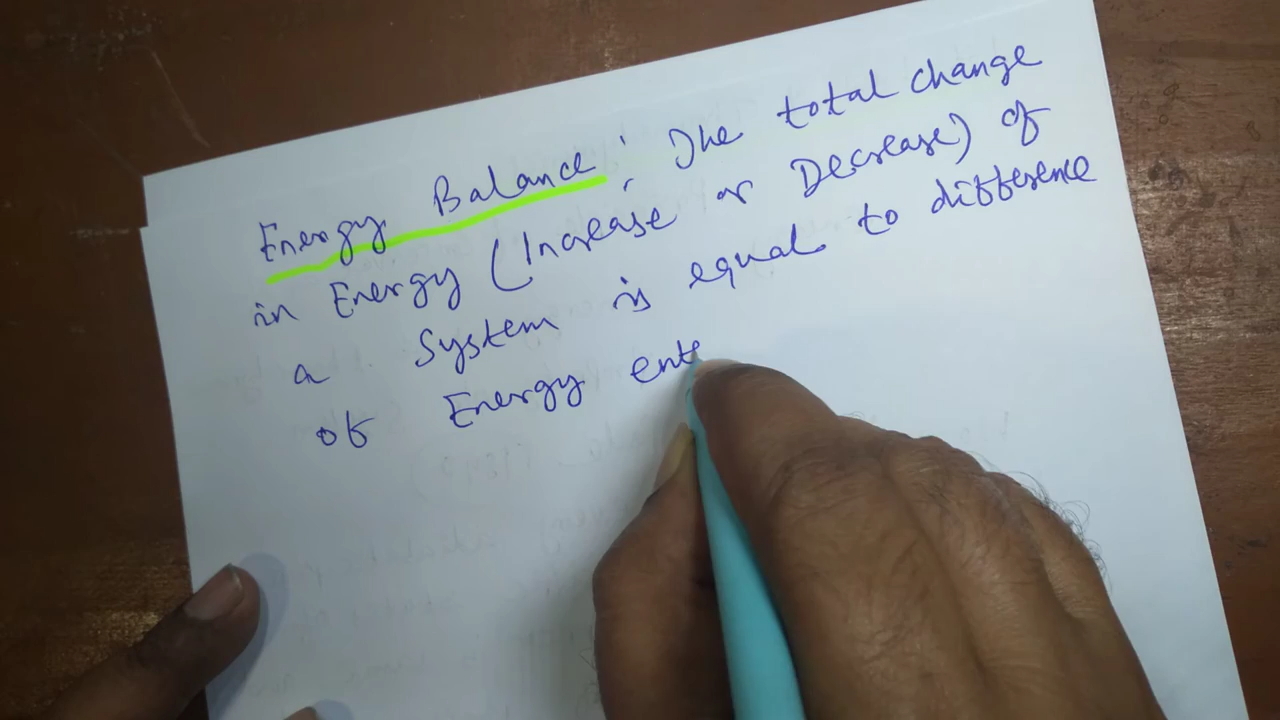 Energy Balance : The total change
in Energy (Increase or Decrease) of
a System is equal to difference
of Energy ente